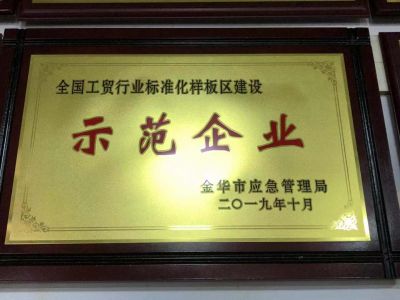 全国工贸行业标准化样板区建设
示范企业
金华市应急管理局
二〇一九年十月